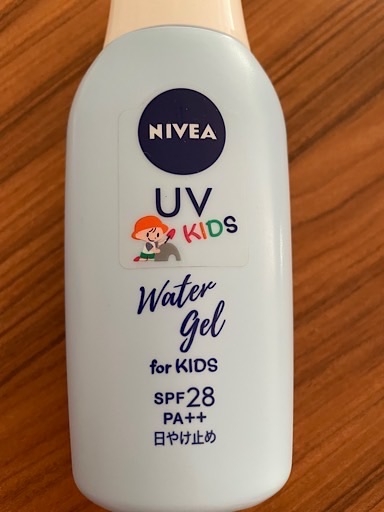 NIVEA
UV
KIDS
Water
Gel
for KIDS
SPF28
PA++
日やけ止め